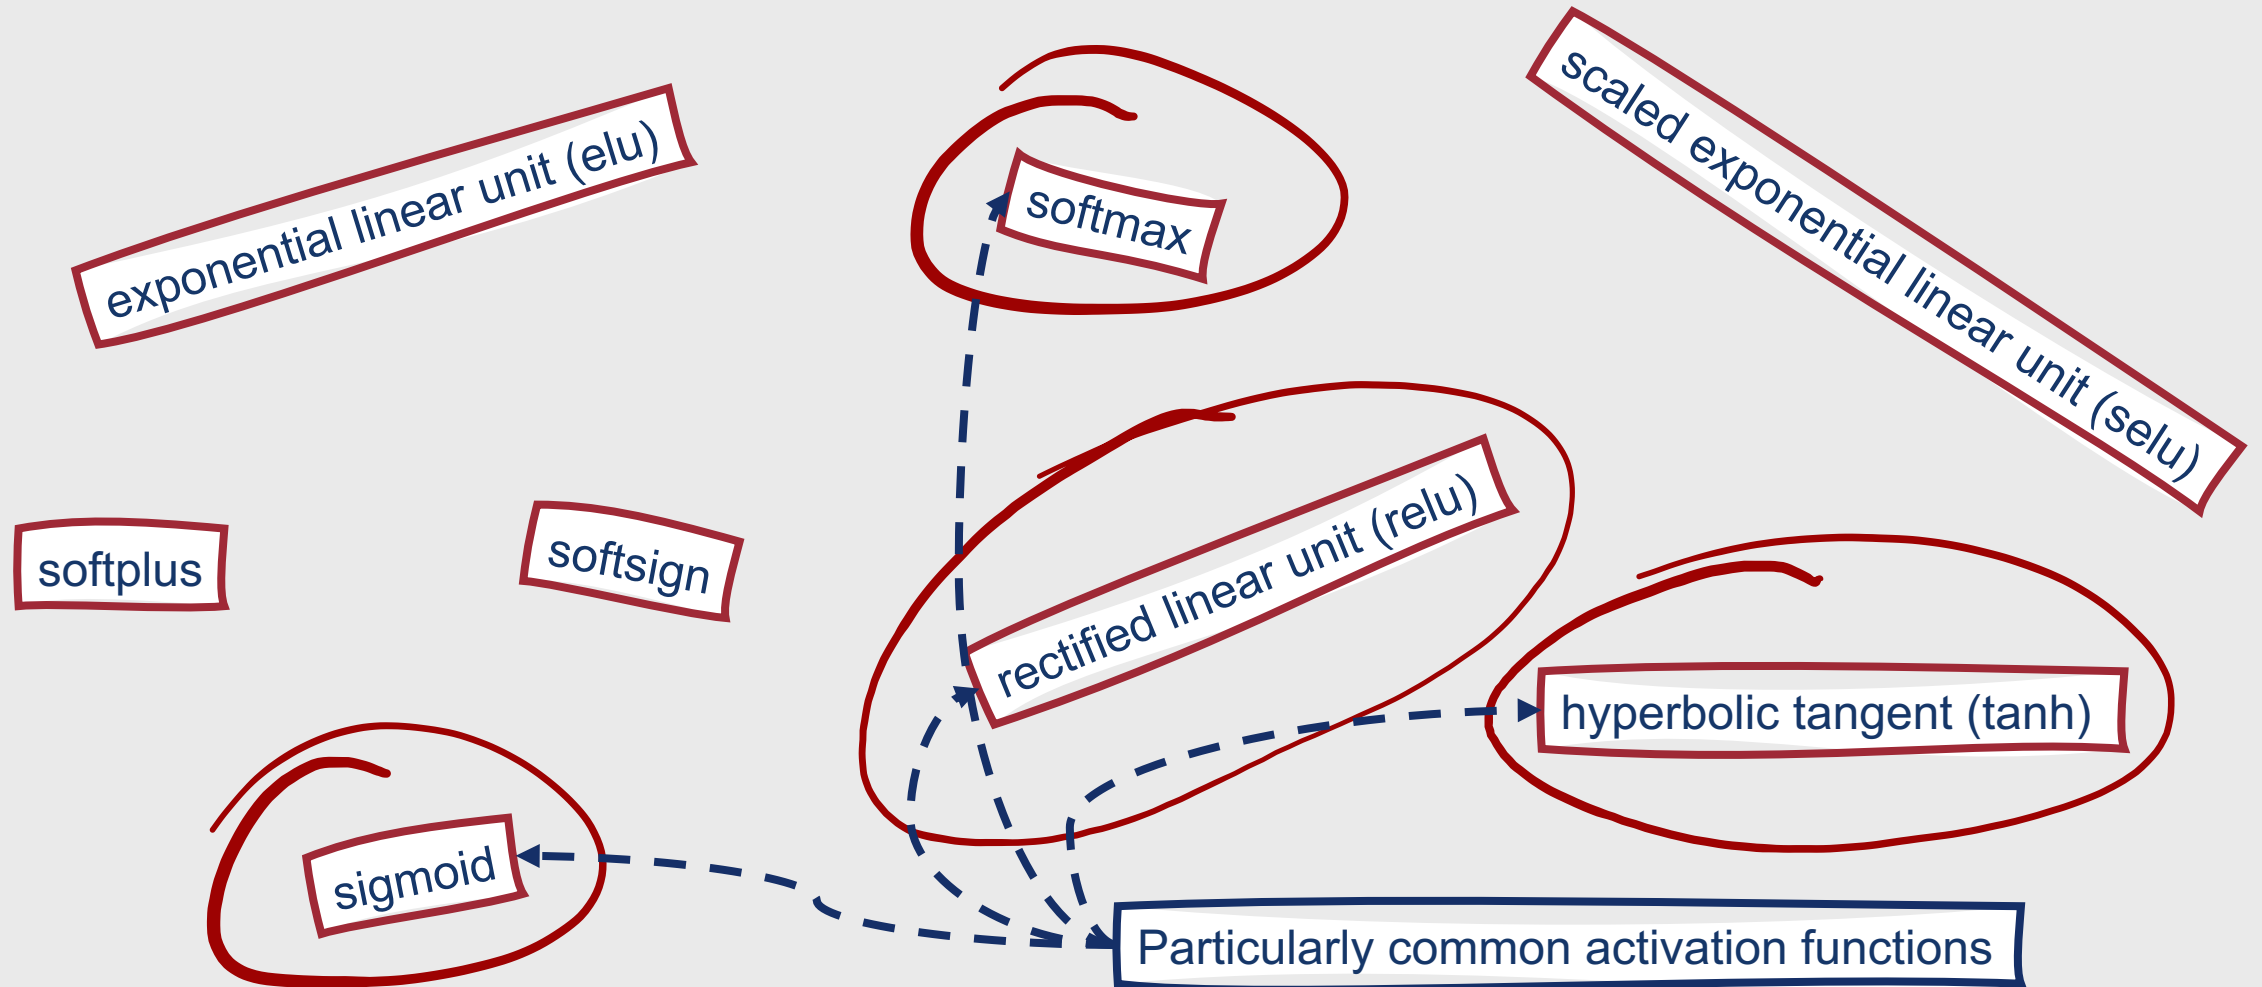 scaled exponential linear unit (selu)
exponential linear unit (elu)
softmax
softplus
softsign
rectified linear unit (relu)
hyperbolic tangent (tanh)
sigmoid
Particularly common activation functions